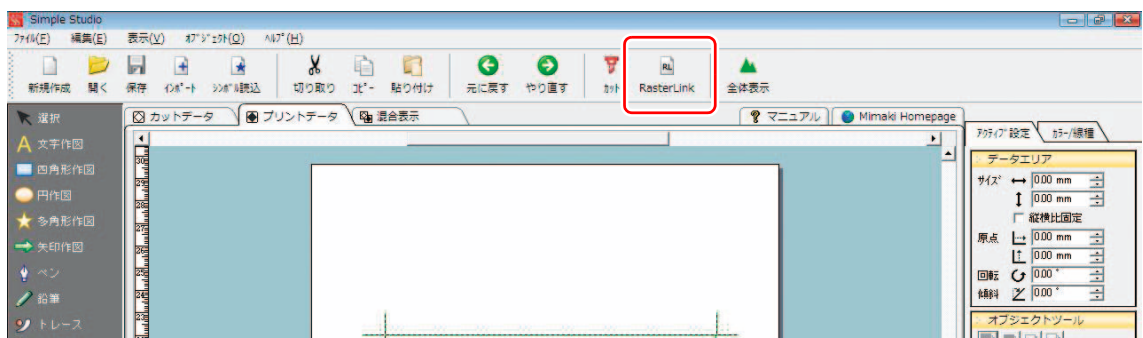 Simple Studio
ﾌｧｲﾙ(F) 編集(E) 表示(V) ｵﾌﾞｼﾞｪｸﾄ(O) ﾍﾙﾌﾟ(H)
RL
新規作成 開く 保存 ｲﾝﾎﾟｰﾄ ｼﾝﾎﾞﾙ読込 切り取り ｺﾋﾟｰ 貼り付け 元に戻す やり直す ｶｯﾄ RasterLink 全体表示
選択 カットデータ プリントデータ 混合表示 マニュアル Mimaki Homepage
ｱｸﾃｨﾌﾞ設定 ｶﾗｰ/線種
文字作図
四角形作図
円作図
多角形作図
矢印作図
ペン
鉛筆
トレース
データエリア
ｻｲｽﾞ 0.00 mm
0.00 mm
縦横比固定
原点 0.00 mm
0.00 mm
回転 0.00 °
傾斜 0.00 °
オブジェクトツール